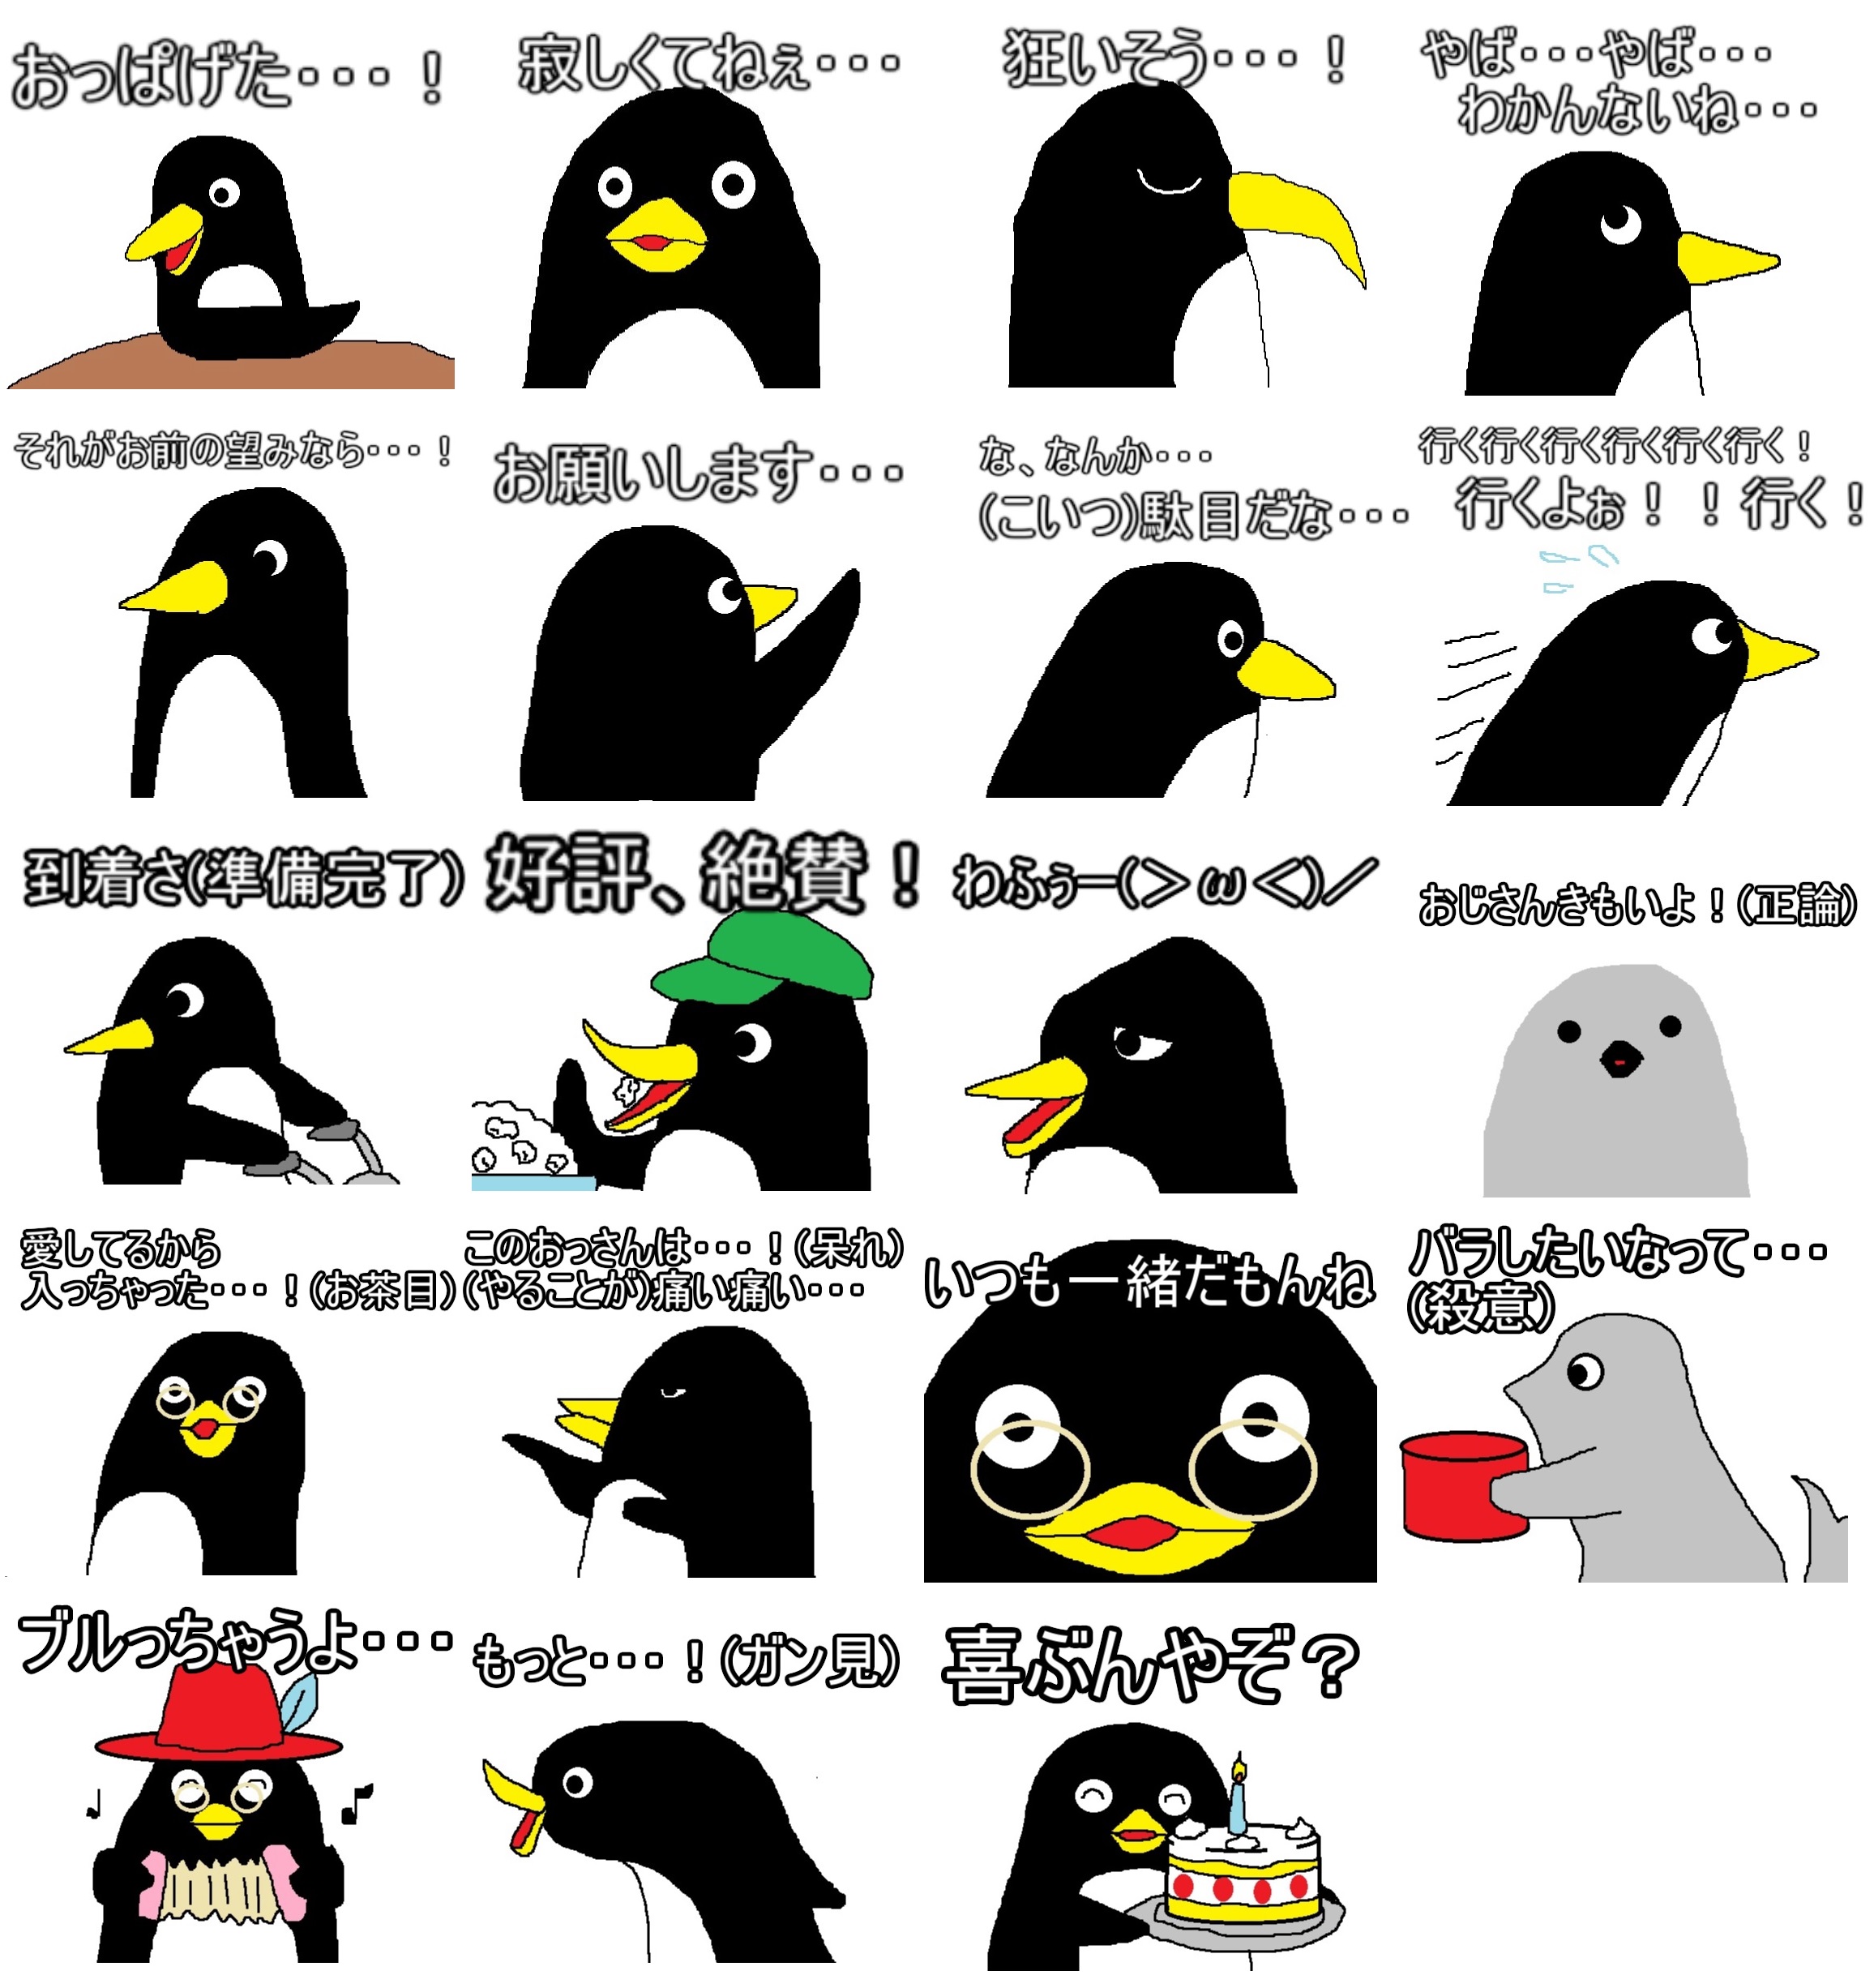 おっぱげた・・・！
寂しくてねぇ・・・
狂いそう・・・！
やば・・・やば・・・
わかんないね・・・
それがお前の望みなら・・・！
お願いします・・・
な、なんか・・・
(こいつ)駄目だな・・・
行く行く行く行く行く行く！
行くよぉ！！行く！
到着さ(準備完了)
好評、絶賛！
わふぅー(＞ω＜)／
おじさんきもいよ！(正論)
愛してるから
入っちゃった・・・！(お茶目)
このおっさんは・・・！(呆れ)
(やることが)痛い痛い・・・
いつも一緒だもんね
バラしたいなって・・・
(殺意)
ブルっちゃうよ・・・
もっと・・・！(ガン見)
喜ぶんやぞ？